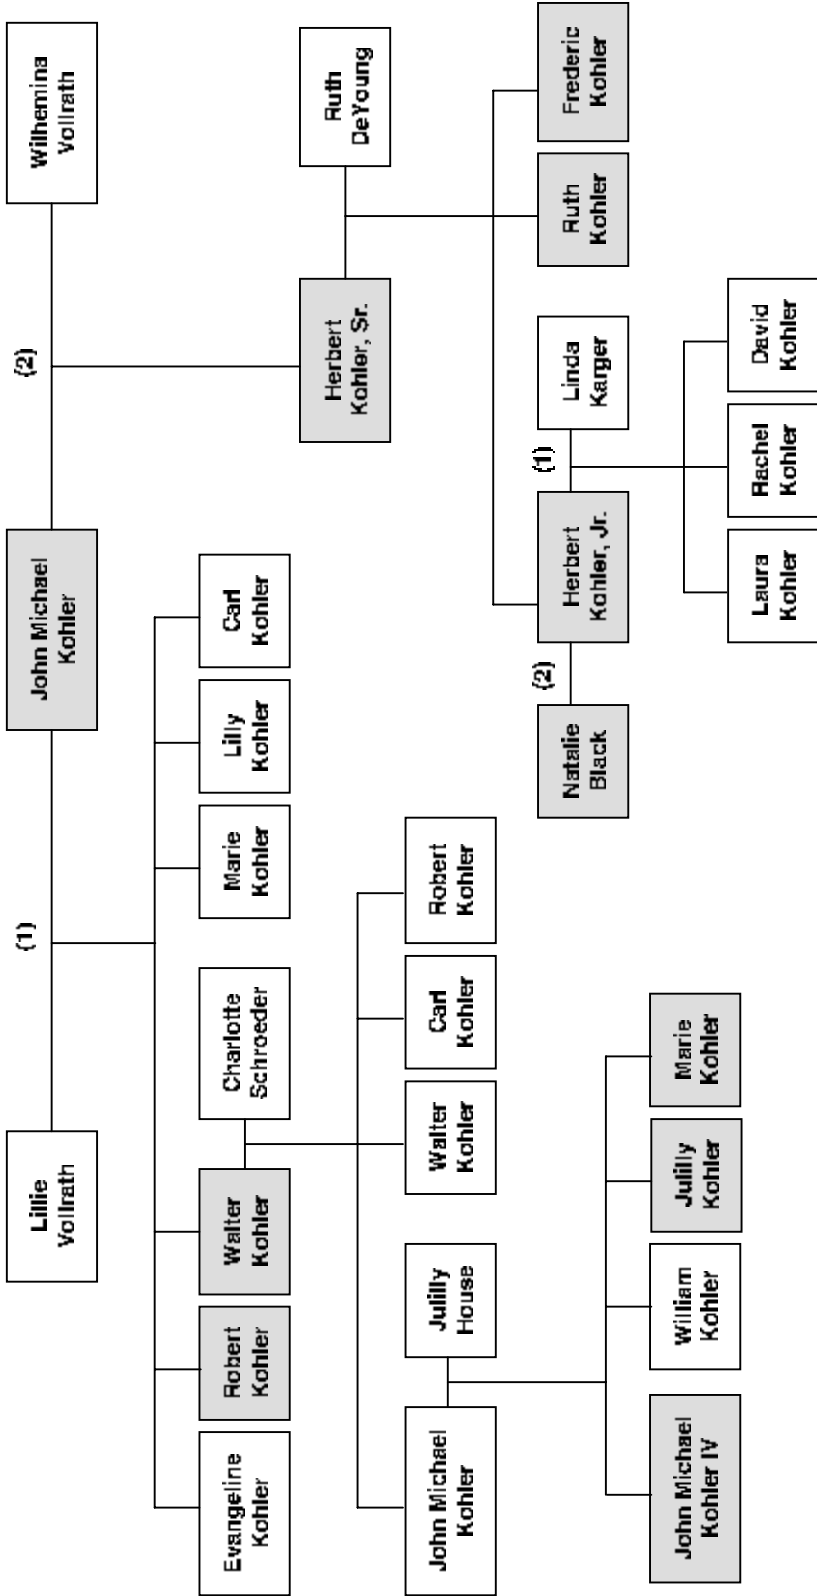 Lillie
Vollrath
(1)
John Michael
Kohler
(2)
Wilhemina
Vollrath
Evangeline
Kohler
Robert
Kohler
Walter
Kohler
Charlotte
Schroeder
Marie
Kohler
Lilly
Kohler
Carl
Kohler
Herbert
Kohler, Sr.
Ruth
DeYoung
John Michael
Kohler
Julilly
House
Walter
Kohler
Carl
Kohler
Robert
Kohler
Natalie
Black
(2)
Herbert
Kohler, Jr.
(1)
Linda
Karger
Ruth
Kohler
Frederic
Kohler
John Michael
Kohler IV
William
Kohler
Julilly
Kohler
Marie
Kohler
Laura
Kohler
Rachel
Kohler
David
Kohler